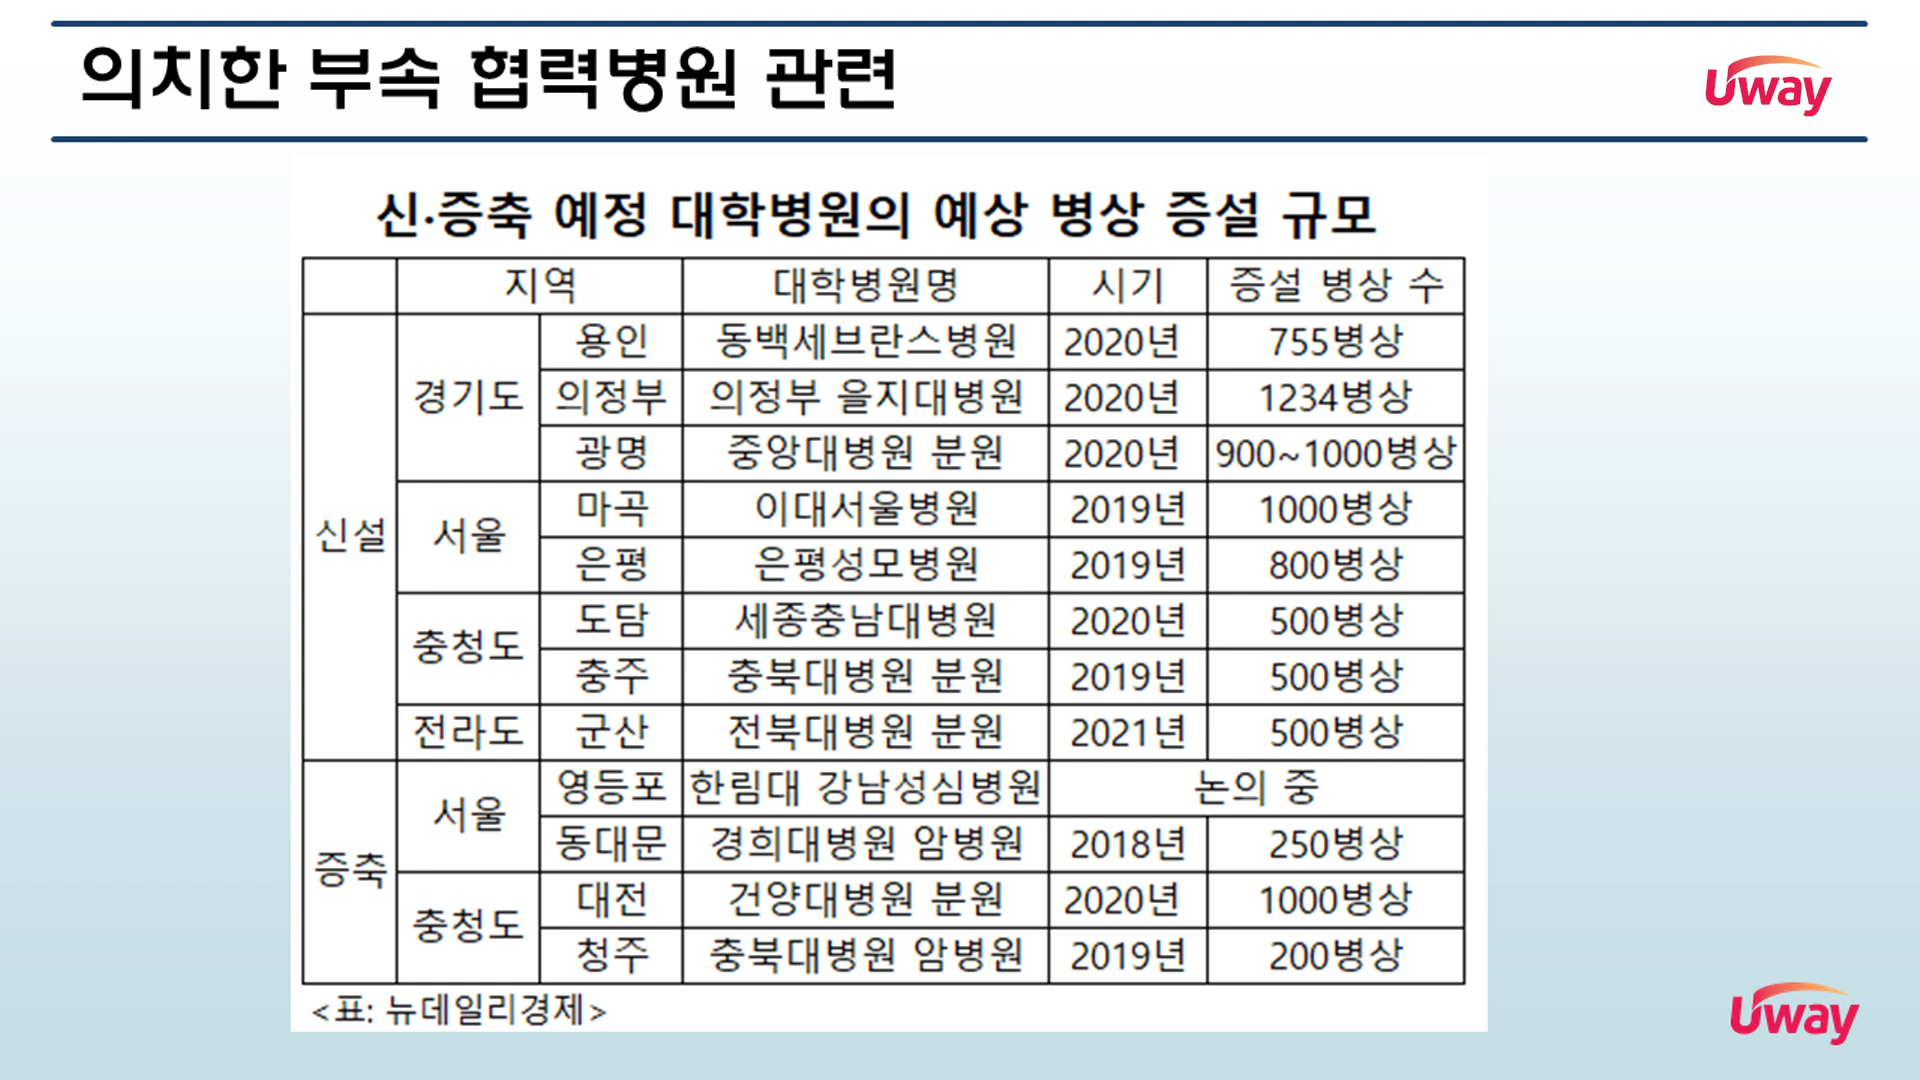 의치한 부속 협력병원 관련
Uway
신·증축 예정 대학병원의 예상 병상 증설 규모
지역 대학병원명 시기 증설 병상 수
신설 경기도 용인 동백세브란스병원 2020년 755병상
의정부 의정부 을지대병원 2020년 1234병상
광명 중앙대병원 분원 2020년 900~1000병상
서울 마곡 이대서울병원 2019년 1000병상
은평 은평성모병원 2019년 800병상
충청도 도담 세종충남대병원 2020년 500병상
충주 충북대병원 분원 2019년 500병상
전라도 군산 전북대병원 분원 2021년 500병상
증축 서울 영등포 한림대 강남성심병원 논의 중
동대문 경희대병원 암병원 2018년 250병상
충청도 대전 건양대병원 분원 2020년 1000병상
청주 충북대병원 암병원 2019년 200병상
<표: 뉴데일리경제>
Uway